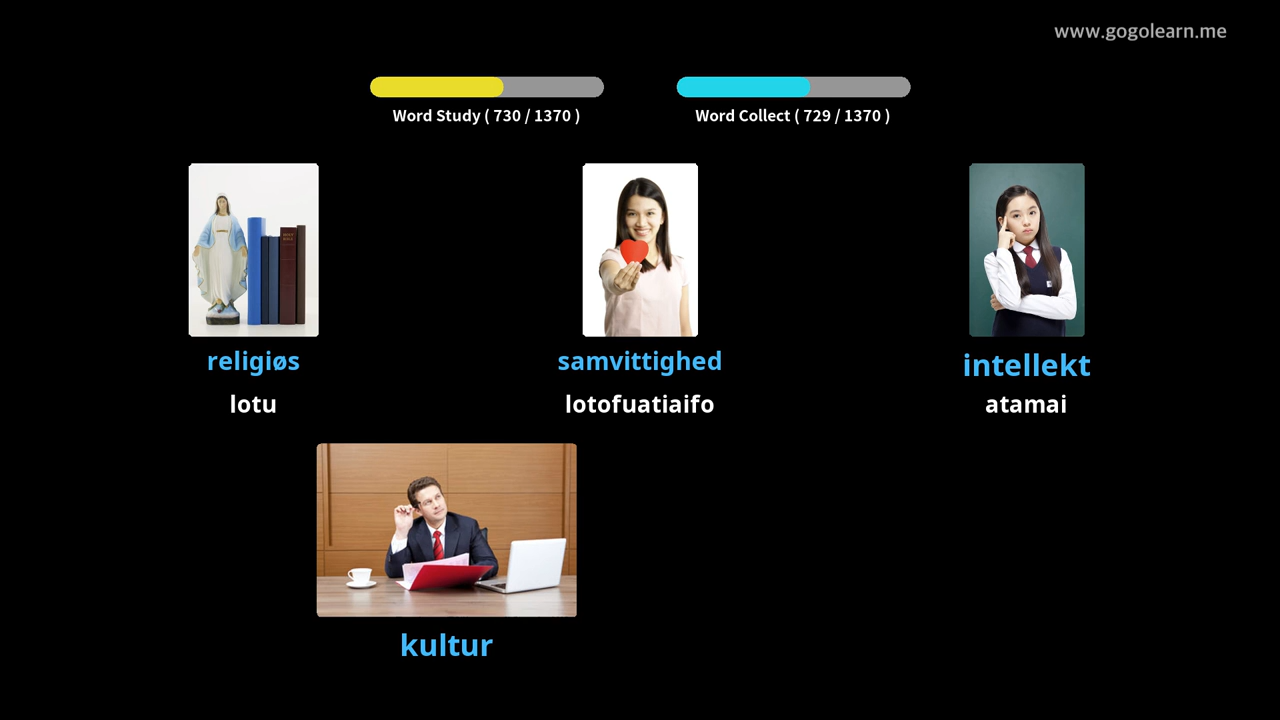 www.gogolearn.me
Word Study ( 730 / 1370 )
Word Collect ( 729 / 1370 )
religiøs
samvittighed
intellekt
lotu
lotofuatiaifo
atamai
kultur